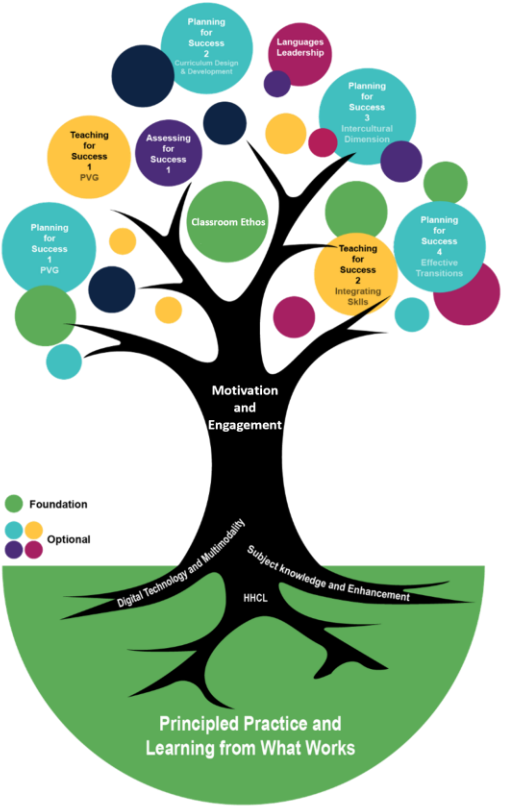 Planning
for
Success
2
Curriculum Design
& Development
Languages
Leadership
Planning
for
Success
3
Intercultural
Dimension
Teaching
for
Success
1
PVG
Assessing
for
Success
1
Classroom Ethos
Planning
for
Success
1
PVG
Planning
for
Success
4
Effective
Transitions
Teaching
for
Success
2
Integrating
Sklls
Motivation
and
Engagement
Foundation
Optional
Digital Technology and Multimodality
Subject knowledge and Enhancement
HHCL
Principled Practice and
Learning from What Works